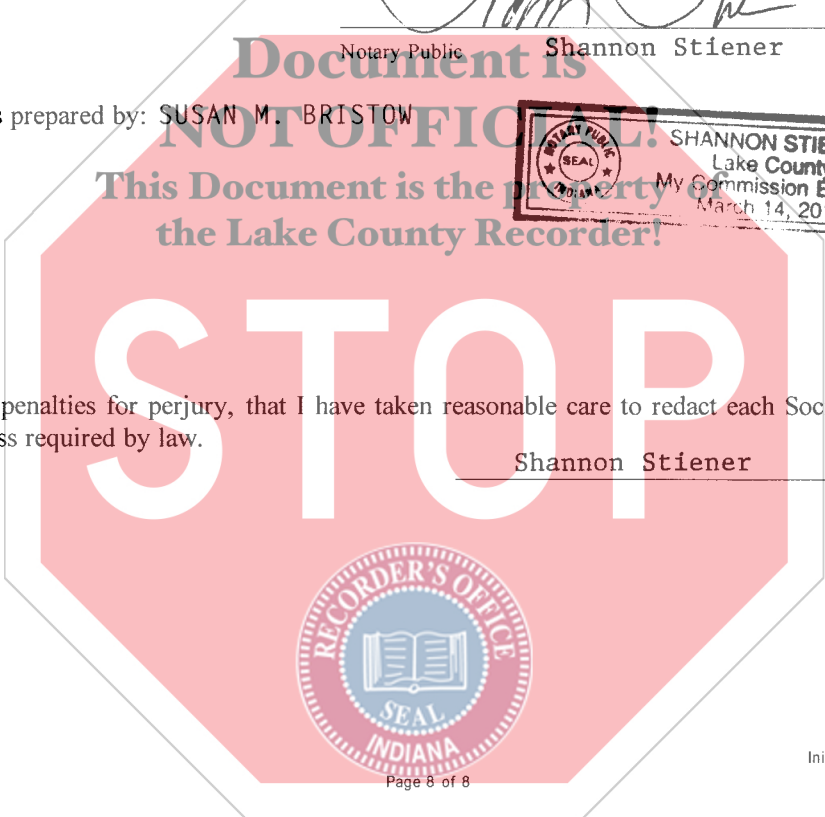 Notary Public Shannon Stiener
Document is
s prepared by: SUSAN M. BRISTOW
NOT OFFICIAL!
NOTARY PUBLIC
SEAL
INDIANA
SHANNON STIE
Lake County
My Commission E
March 14, 20
This Document is the property of
the Lake County Recorder!
STOP
penalties for perjury, that I have taken reasonable care to redact each Soc
ss required by law.
Shannon Stiener
RECORDER'S OFFICE
SEAL
INDIANA
Ini
Page 8 of 8